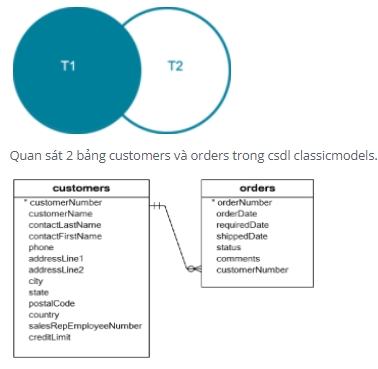 T1 T2
Quan sát 2 bảng customers và orders trong csdl classicmodels.
customers
* customerNumber
customerName
contactLastName
contactFirstName
phone
addressLine1
addressLine2
city
state
postalCode
country
salesRepEmployeeNumber
creditLimit
orders
* orderNumber
orderDate
requiredDate
shippedDate
status
comments
customerNumber